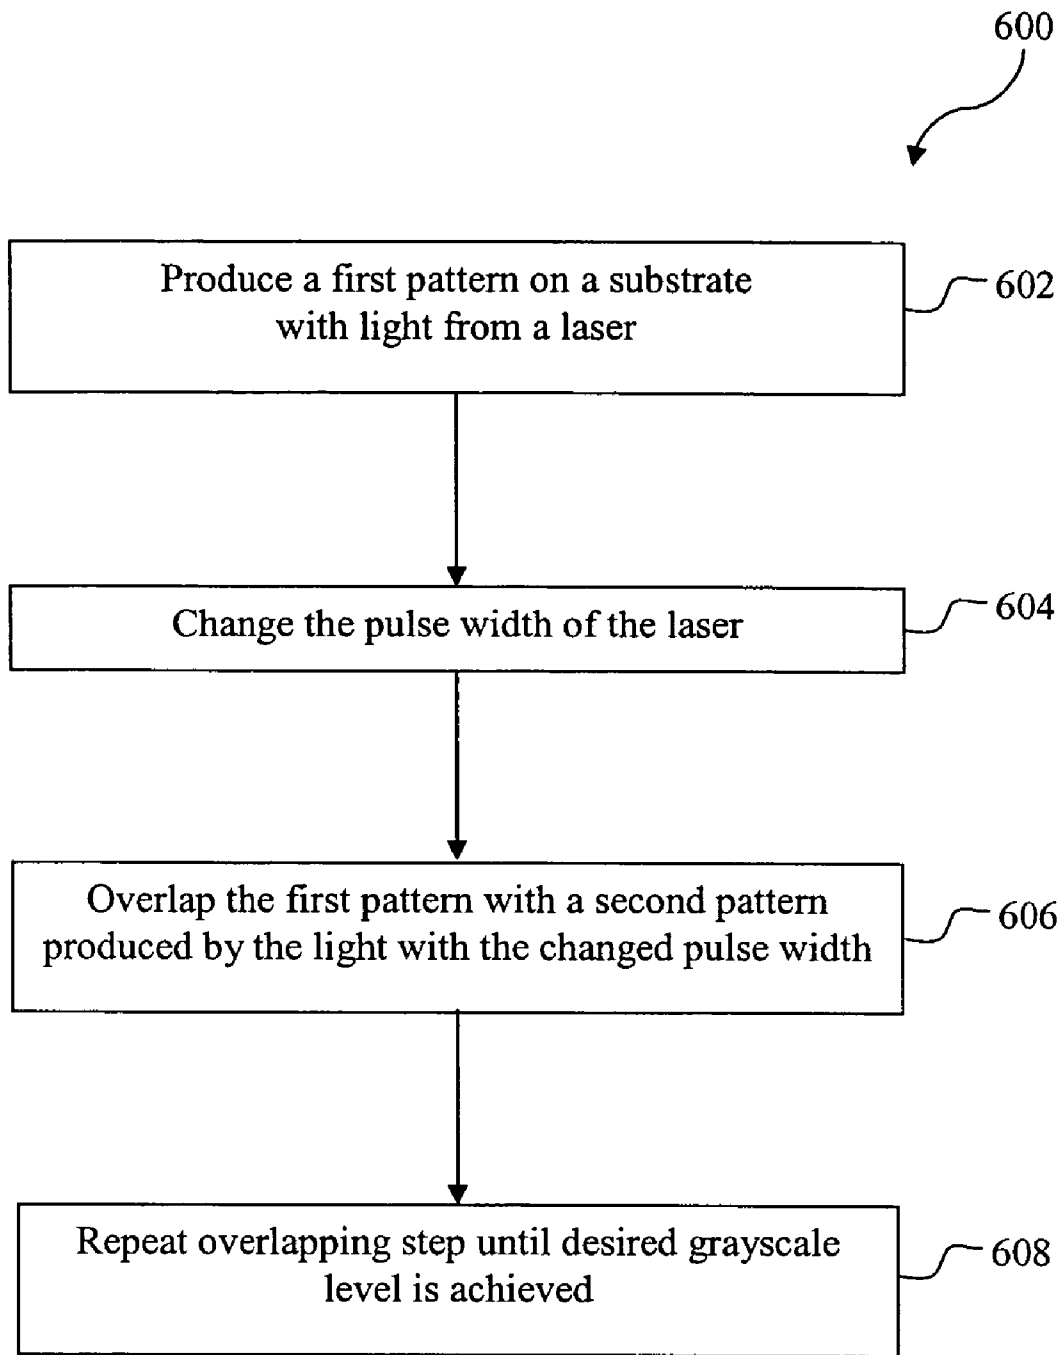 600
Produce a first pattern on a substrate
with light from a laser
602
Change the pulse width of the laser
604
Overlap the first pattern with a second pattern
produced by the light with the changed pulse width
606
Repeat overlapping step until desired grayscale
level is achieved
608